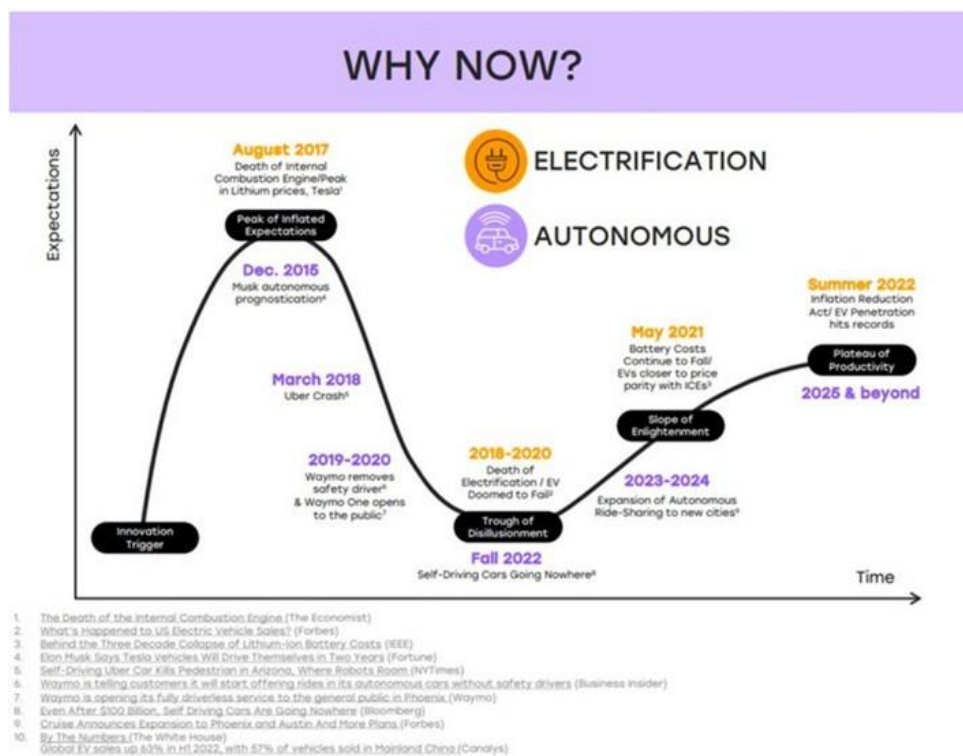 WHY NOW?
Expectations
August 2017
Death of Internal
Combustion Engine/Peak
in Lithium prices, Tesla¹
Peak of Inflated
Expectations
Dec. 2015
Musk autonomous
prognostication⁴
ELECTRIFICATION
AUTONOMOUS
March 2018
Uber Crash⁵
2019-2020
Waymo removes
safety driver⁶
& Waymo One opens
to the public⁷
Innovation
Trigger
2018-2020
Death of
Electrification / EV
Doomed to Fail²
Trough of
Disillusionment
Fall 2022
Self-Driving Cars Going Nowhere⁸
May 2021
Battery Costs
Continue to Fall/
EVs closer to price
parity with ICEs³
Slope of
Enlightenment
2023-2024
Expansion of Autonomous
Ride-Sharing to new cities⁹
Summer 2022
Inflation Reduction
Act/ EV Penetration
hits records
Plateau of
Productivity
2025 & beyond
Time
1. The Death of the Internal Combustion Engine (The Economist)
2. What's Happened to US Electric Vehicle Sales? (Forbes)
3. Behind the Three Decade Collapse of Lithium-Ion Battery Costs (IEEE)
4. Elon Musk Says Tesla Vehicles Will Drive Themselves in Two Years (Fortune)
5. Self-Driving Uber Car Kills Pedestrian in Arizona, Where Robots Roam (NYTimes)
6. Waymo is telling customers it will start offering rides in its autonomous cars without safety drivers (Business Insider)
7. Waymo is opening its fully driverless service to the general public in Phoenix (Waymo)
8. Even After $100 Billion, Self Driving Cars Are Going Nowhere (Bloomberg)
9. Cruise Announces Expansion to Phoenix and Austin And More Plans (Forbes)
10. By The Numbers (The White House)
Global EV sales up 63% in H1 2022, with 57% of vehicles sold in Mainland China (Canalys)